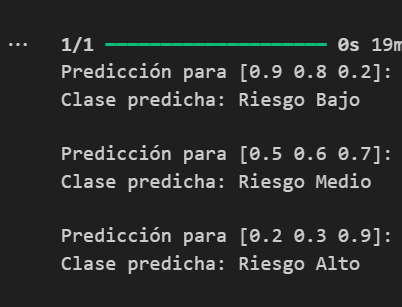 ... 1/1 ━━━━━━━━━━━━━━━━━━━━ 0s 19m
Predicción para [0.9 0.8 0.2]:
Clase predicha: Riesgo Bajo
Predicción para [0.5 0.6 0.7]:
Clase predicha: Riesgo Medio
Predicción para [0.2 0.3 0.9]:
Clase predicha: Riesgo Alto